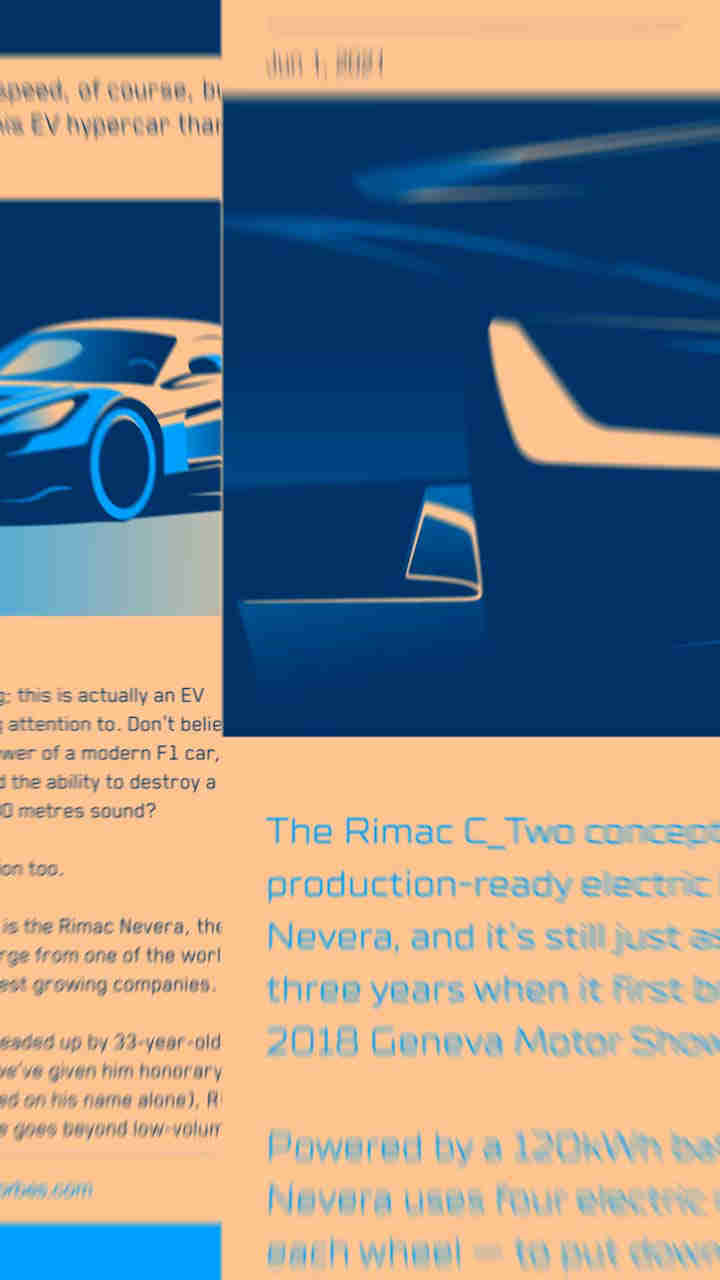 speed, of course, bu
his EV hypercar than
g: this is actually an EV
g attention to. Don't belie
wer of a modern F1 car,
d the ability to destroy a
0 metres sound?
ion too.
is the Rimac Nevera, the
rge from one of the worl
est growing companies.
eaded up by 33-year-old
we've given him honorary
ed on his name alone), R
e goes beyond low-volum
orbes.com
Jun 1, 2021
The Rimac C_Two concept
production-ready electric
Nevera, and it's still just as
three years when it first b
2018 Geneva Motor Show
Powered by a 120kWh bat
Nevera uses four electric
each wheel — to put down